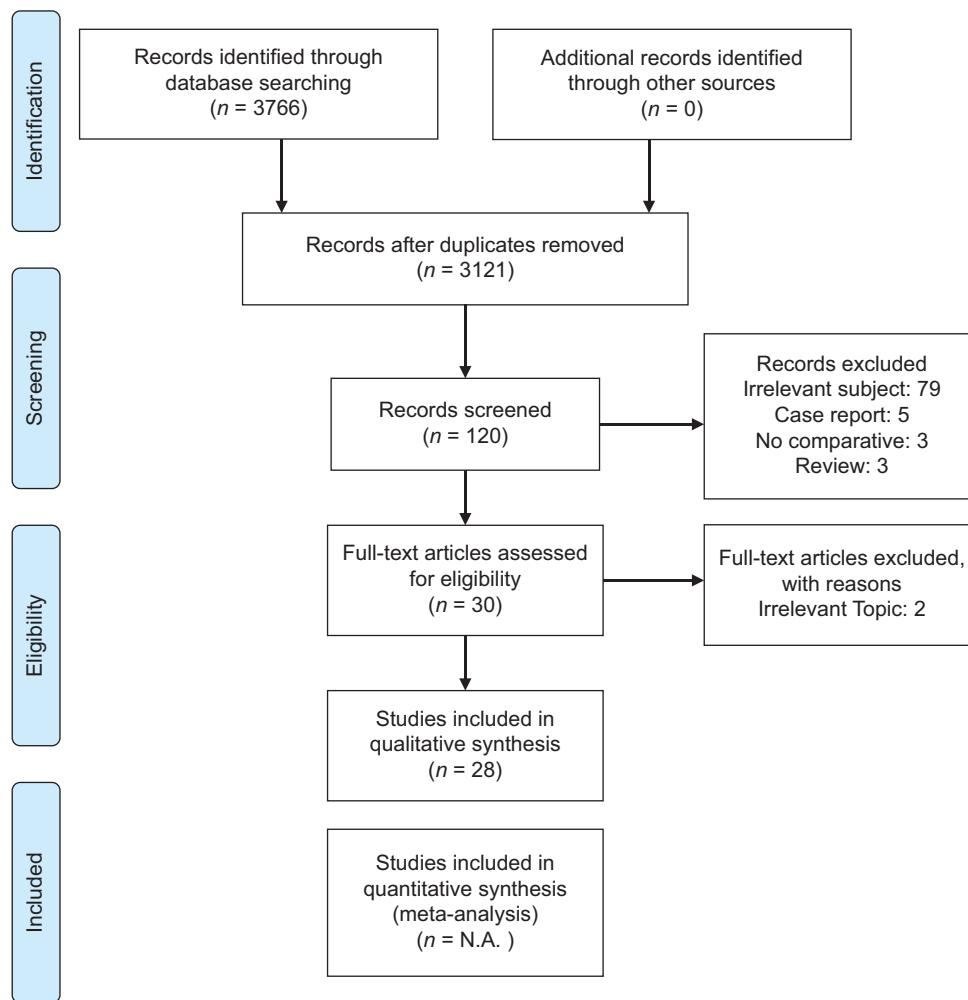 Identification
Records identified through
database searching
(n = 3766)
Additional records identified
through other sources
(n = 0)
Records after duplicates removed
(n = 3121)
Screening
Records screened
(n = 120)
Records excluded
Irrelevant subject: 79
Case report: 5
No comparative: 3
Review: 3
Eligibility
Full-text articles assessed
for eligibility
(n = 30)
Full-text articles excluded,
with reasons
Irrelevant Topic: 2
Studies included in
qualitative synthesis
(n = 28)
Included
Studies included in
quantitative synthesis
(meta-analysis)
(n = N.A. )